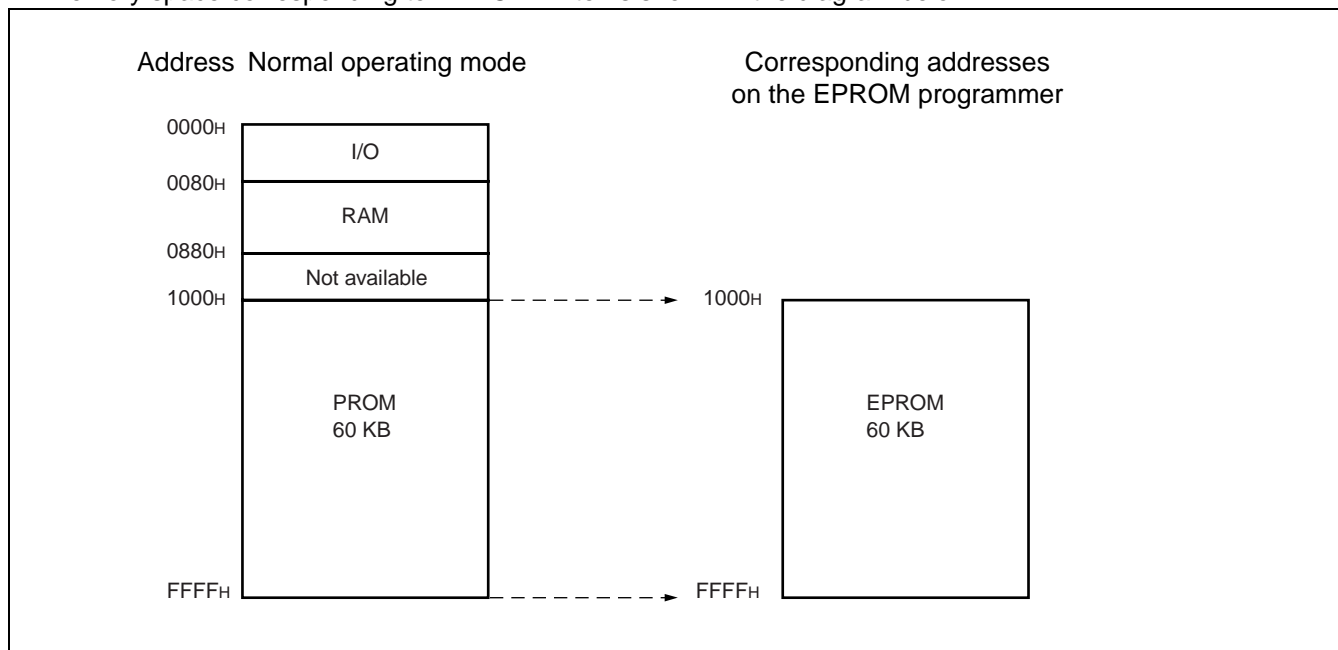 Address Normal operating mode
Corresponding addresses
on the EPROM programmer
0000H
I/O
0080H
RAM
0880H
Not available
1000H
1000H
PROM
60 KB
EPROM
60 KB
FFFFH
FFFFH